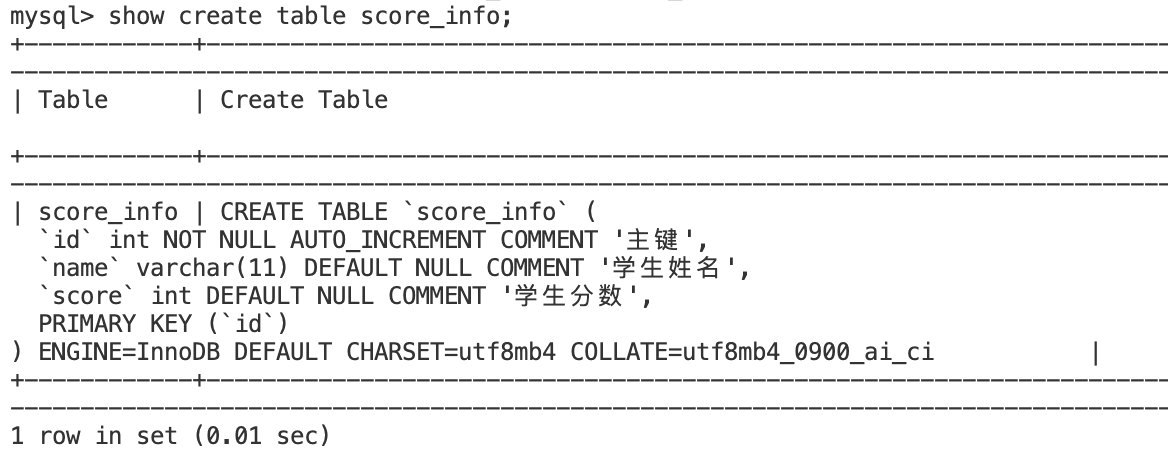 mysql> show create table score_info;
+------------+---------------------------------------------------------------------
-----------------------------------------------------------------------------------
| Table      | Create Table
+------------+---------------------------------------------------------------------
-----------------------------------------------------------------------------------
| score_info | CREATE TABLE `score_info` (
  `id` int NOT NULL AUTO_INCREMENT COMMENT '主键',
  `name` varchar(11) DEFAULT NULL COMMENT '学生姓名',
  `score` int DEFAULT NULL COMMENT '学生分数',
  PRIMARY KEY (`id`)
) ENGINE=InnoDB DEFAULT CHARSET=utf8mb4 COLLATE=utf8mb4_0900_ai_ci           |
+------------+---------------------------------------------------------------------
-----------------------------------------------------------------------------------
1 row in set (0.01 sec)